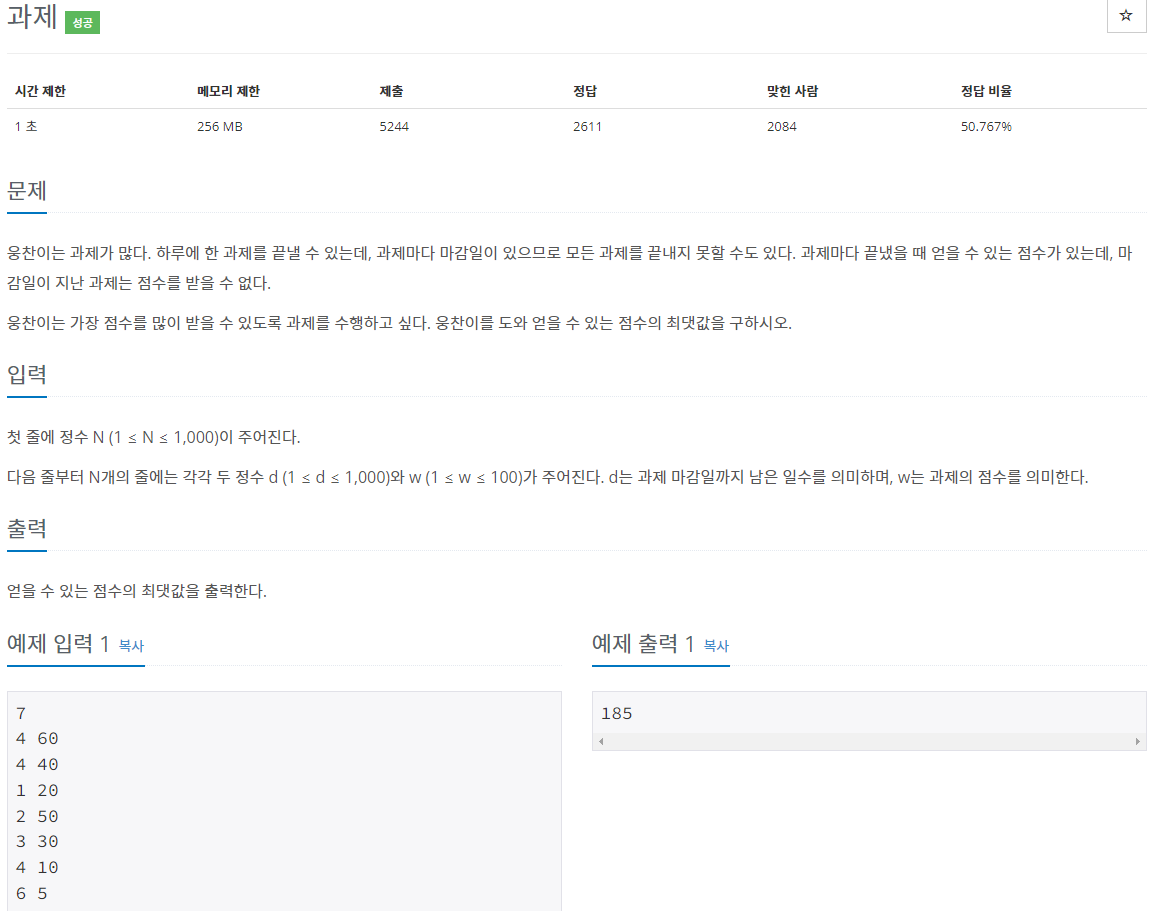 과제 성공
☆
시간 제한 메모리 제한 제출 정답 맞힌 사람 정답 비율
1 초 256 MB 5244 2611 2084 50.767%
문제
웅찬이는 과제가 많다. 하루에 한 과제를 끝낼 수 있는데, 과제마다 마감일이 있으므로 모든 과제를 끝내지 못할 수도 있다. 과제마다 끝냈을 때 얻을 수 있는 점수가 있는데, 마
감일이 지난 과제는 점수를 받을 수 없다.
웅찬이는 가장 점수를 많이 받을 수 있도록 과제를 수행하고 싶다. 웅찬이를 도와 얻을 수 있는 점수의 최댓값을 구하시오.
입력
첫 줄에 정수 N (1 ≤ N ≤ 1,000)이 주어진다.
다음 줄부터 N개의 줄에는 각각 두 정수 d (1 ≤ d ≤ 1,000)와 w (1 ≤ w ≤ 100)가 주어진다. d는 과제 마감일까지 남은 일수를 의미하며, w는 과제의 점수를 의미한다.
출력
얻을 수 있는 점수의 최댓값을 출력한다.
예제 입력 1 복사
7
4 60
4 40
1 20
2 50
3 30
4 10
6 5
예제 출력 1 복사
185